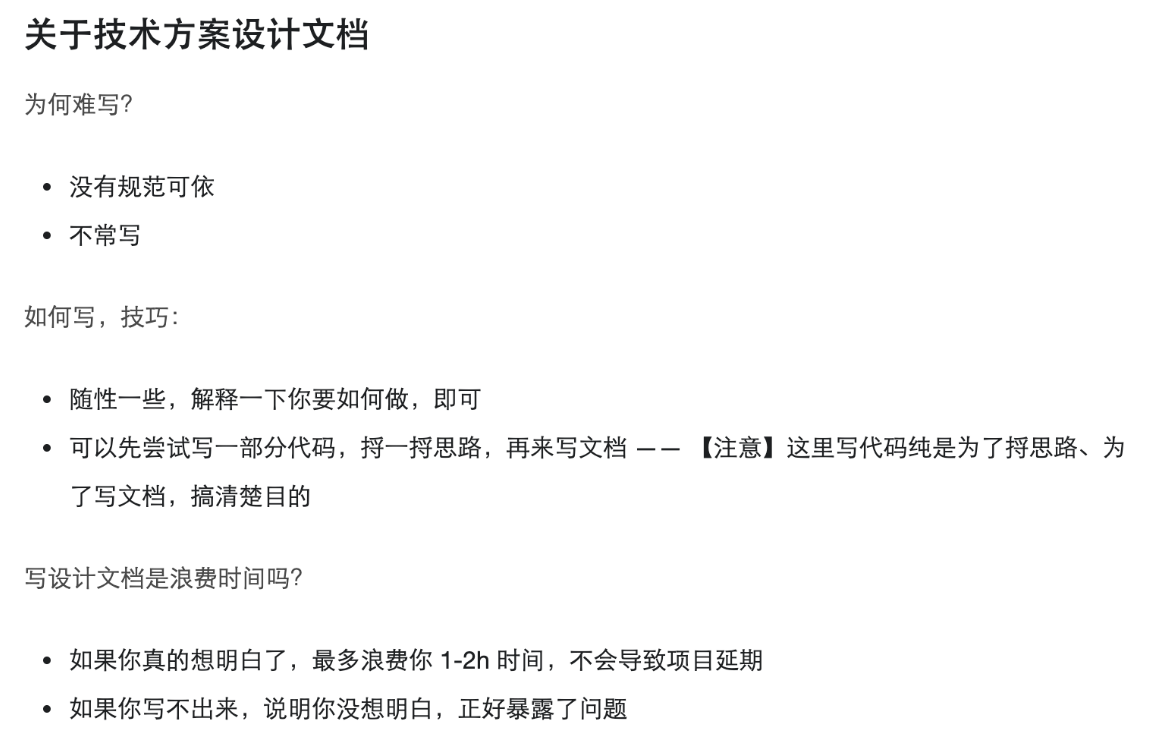 关于技术方案设计文档
为何难写？
• 没有规范可依
• 不常写
如何写，技巧：
• 随性一些，解释一下你要如何做，即可
• 可以先尝试写一部分代码，捋一捋思路，再来写文档 —— 【注意】这里写代码纯是为了捋思路、为
了写文档，搞清楚目的
写设计文档是浪费时间吗？
• 如果你真的想明白了，最多浪费你 1-2h 时间，不会导致项目延期
• 如果你写不出来，说明你没想明白，正好暴露了问题